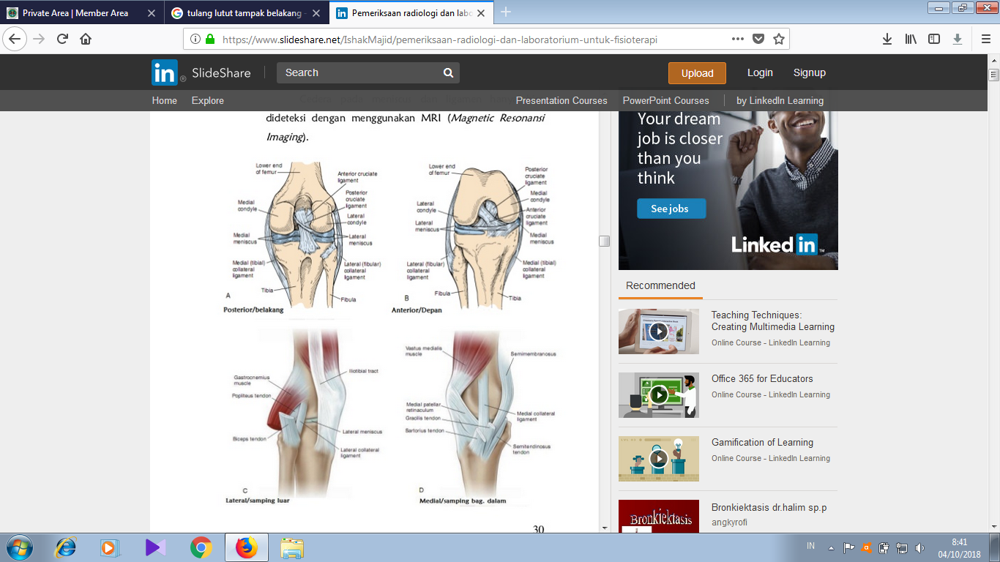 Private Area | Member Area
tulang lutut tampak belakang -
Pemeriksaan radiologi dan labo
https://www.slideshare.net/IshakMajid/pemeriksaan-radiologi-dan-laboratorium-untuk-fisioterapi
in
SlideShare
Search
Upload
Login
Signup
Home
Explore
Presentation Courses
PowerPoint Courses
by LinkedIn Learning
dideteksi dengan menggunakan MRI (Magnetic Resonansi
Imaging).
Lower end
of femur
Anterior cruciate
ligament
Posterior
cruciate
ligament
Medial
condyle
Lateral
condyle
Medial
meniscus
Lateral
meniscus
Medial (tibial)
collateral
ligament
Lateral (fibular)
collateral
ligament
Tibia
Fibula
A
Posterior/belakang
Lower end
of femur
Posterior
cruciate
ligament
Medial
condyle
Lateral
condyle
Anterior
cruciate
ligament
Lateral
meniscus
Medial
meniscus
Lateral (fibular)
collateral
ligament
Medial (tibial)
collateral
ligament
Fibula
Tibia
B
Anterior/Depan
Gastrocnemius
muscle
Iliotibial tract
Popliteus tendon
Biceps tendon
Lateral meniscus
Lateral collateral
ligament
C
Lateral/samping luar
Vastus medialis
muscle
Semimembranosus
Medial patellar
retinaculum
Gracilis tendon
Sartorius tendon
Medial collateral
ligament
Semitendinosus
tendon
D
Medial/samping bag. dalam
30
Your dream
job is closer
than you
think
See jobs
Linked in
Recommended
Teaching Techniques:
Creating Multimedia Learning
Online Course - LinkedIn Learning
Office 365 for Educators
Online Course - LinkedIn Learning
Gamification of Learning
Online Course - LinkedIn Learning
Bronkiektasis
Bronkiektasis dr.halim sp.p
angkyrofi
IN
8:41
04/10/2018